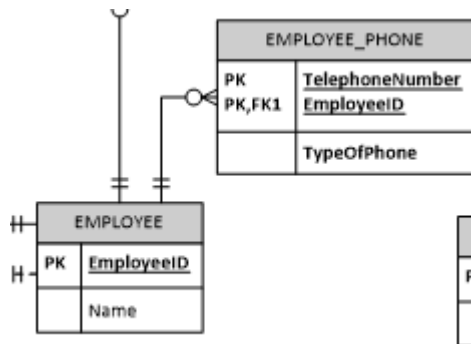 EMPLOYEE_PHONE
PK TelephoneNumber
PK,FK1 EmployeeID
TypeOfPhone
EMPLOYEE
PK EmployeeID
Name